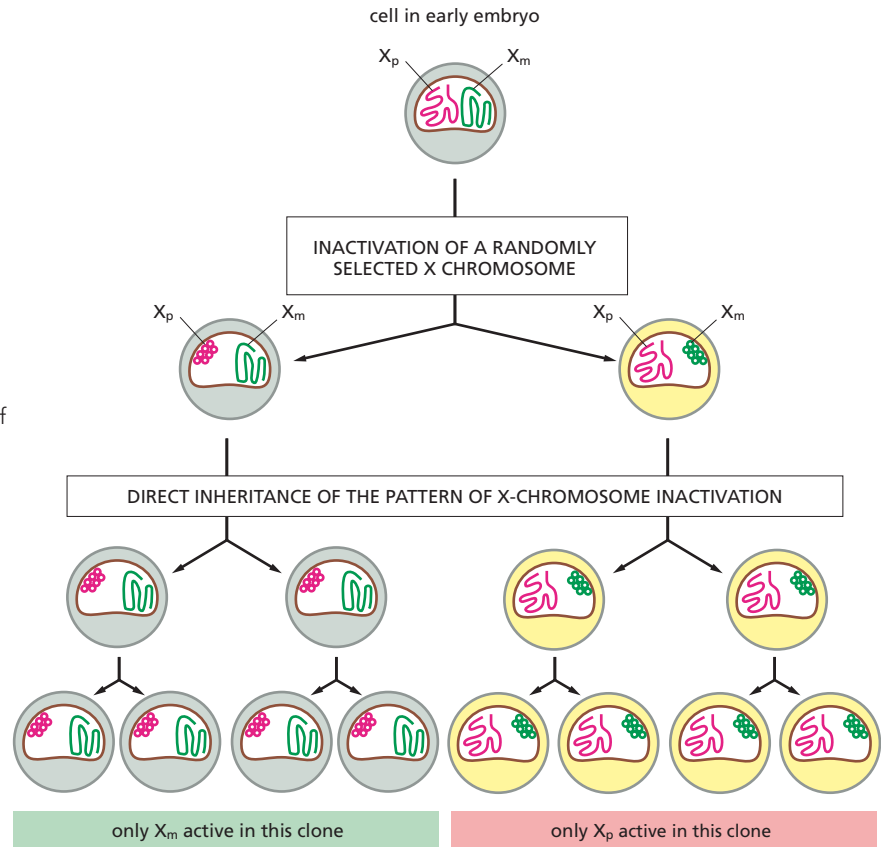 cell in early embryo
Xp Xm
INACTIVATION OF A RANDOMLY
SELECTED X CHROMOSOME
Xp Xm Xp Xm
f
DIRECT INHERITANCE OF THE PATTERN OF X-CHROMOSOME INACTIVATION
only Xm active in this clone
only Xp active in this clone